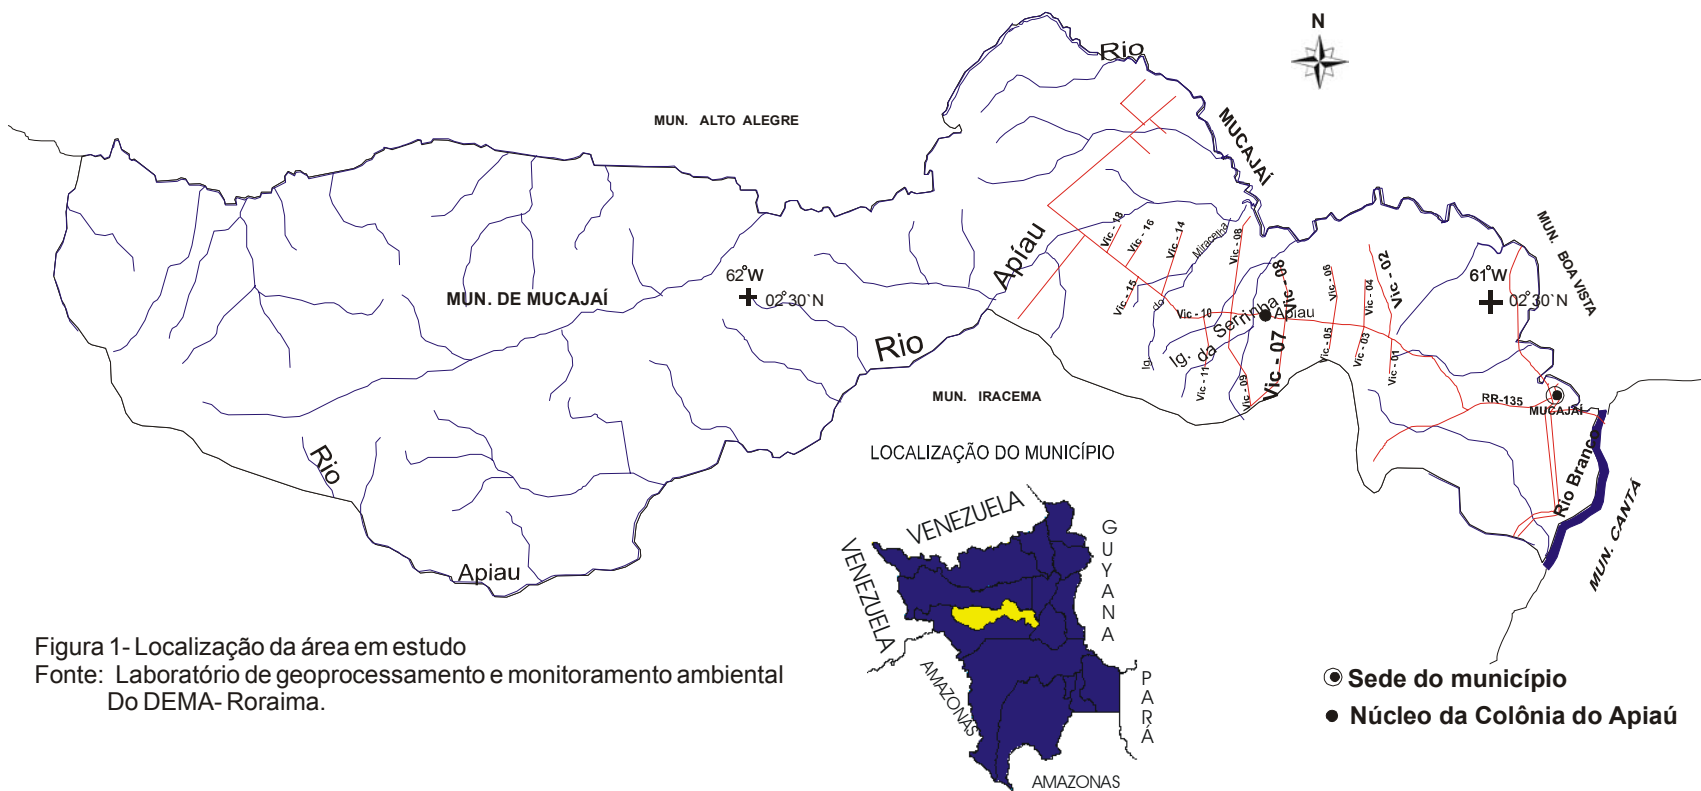 N
Rio
MUCAJAÍ
MUN. ALTO ALEGRE
MUN. BOA VISTA
Apíau
Vic - 18
Vic - 16
Vic - 14
Miracelha
Vic - 08
Vic - 08
Vic - 06
Vic - 04
Vic - 02
62°W
02°30`N
61°W
02°30`N
MUN. DE MUCAJAÍ
Vic - 15
do
Ig.
Vic - 10
Ig. da Serrinha
Apiau
Vic - 11
Vic - 09
Vic - 07
Vic - 05
Vic - 03
Vic - 01
Rio
MUN. IRACEMA
RR-135
MUCAJAÍ
Rio Branco
MUN. CANTÁ
Rio
Apiau
LOCALIZAÇÃO DO MUNICÍPIO
VENEZUELA
VENEZUELA
GUYANA
AMAZONAS
PARÁ
AMAZONAS
Figura 1- Localização da área em estudo
Fonte: Laboratório de geoprocessamento e monitoramento ambiental
Do DEMA- Roraima.
Sede do município
Núcleo da Colônia do Apiaú